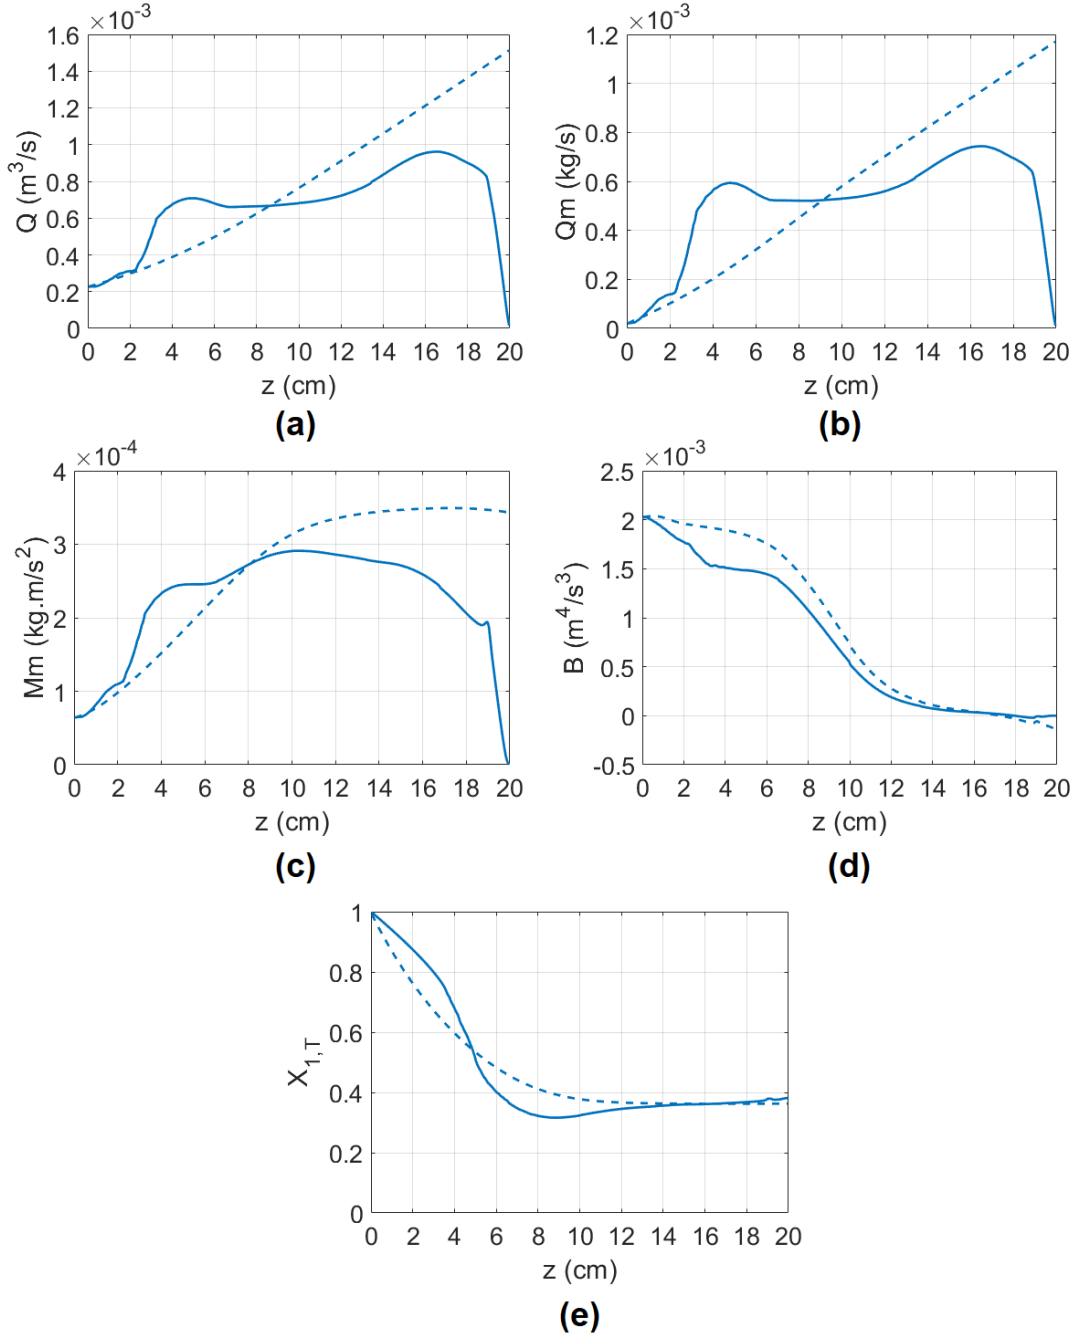 ×10-3
Q (m3/s)
1.6
1.4
1.2
1
0.8
0.6
0.4
0.2
0
0 2 4 6 8 10 12 14 16 18 20
z (cm)
(a)
×10-3
Qm (kg/s)
1.2
1
0.8
0.6
0.4
0.2
0
0 2 4 6 8 10 12 14 16 18 20
z (cm)
(b)
×10-4
Mm (kg.m/s2)
4
3
2
1
0
0 2 4 6 8 10 12 14 16 18 20
z (cm)
(c)
×10-3
B (m4/s3)
2.5
2
1.5
1
0.5
0
-0.5
0 2 4 6 8 10 12 14 16 18 20
z (cm)
(d)
X1,T
1
0.8
0.6
0.4
0.2
0
0 2 4 6 8 10 12 14 16 18 20
z (cm)
(e)